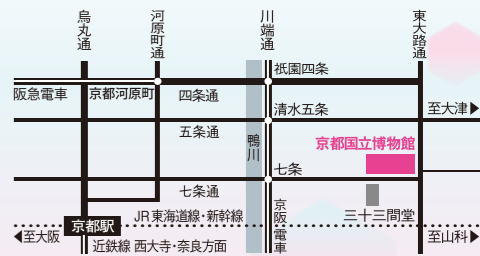 烏丸通
河原町通
川端通
東大路通
祇園四条
阪急電車
京都河原町
四条通
清水五条
至大津▶
五条通
鴨川
京都国立博物館
七条
七条通
京阪電車
三十三間堂
JR東海道線・新幹線
京都駅
◀至大阪
至山科▶
近鉄線 西大寺・奈良方面